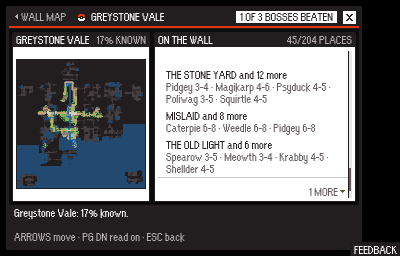 WALL MAP GREYSTONE VALE 1 OF 3 BOSSES BEATEN X
GREYSTONE VALE 17% KNOWN
ON THE WALL 45/204 PLACES
THE STONE YARD and 12 more
Pidgey 3-4 · Magikarp 4-6 · Psyduck 4-5 ·
Poliwag 3-5 · Squirtle 4-5
MISLAID and 8 more
Caterpie 6-8 · Weedle 6-8 · Pidgey 6-8
THE OLD LIGHT and 6 more
Spearow 3-5 · Meowth 3-4 · Krabby 4-5 ·
Shellder 4-5
1 MORE
Greystone Vale: 17% known.
ARROWS move · PG DN read on · ESC back
FEEDBACK